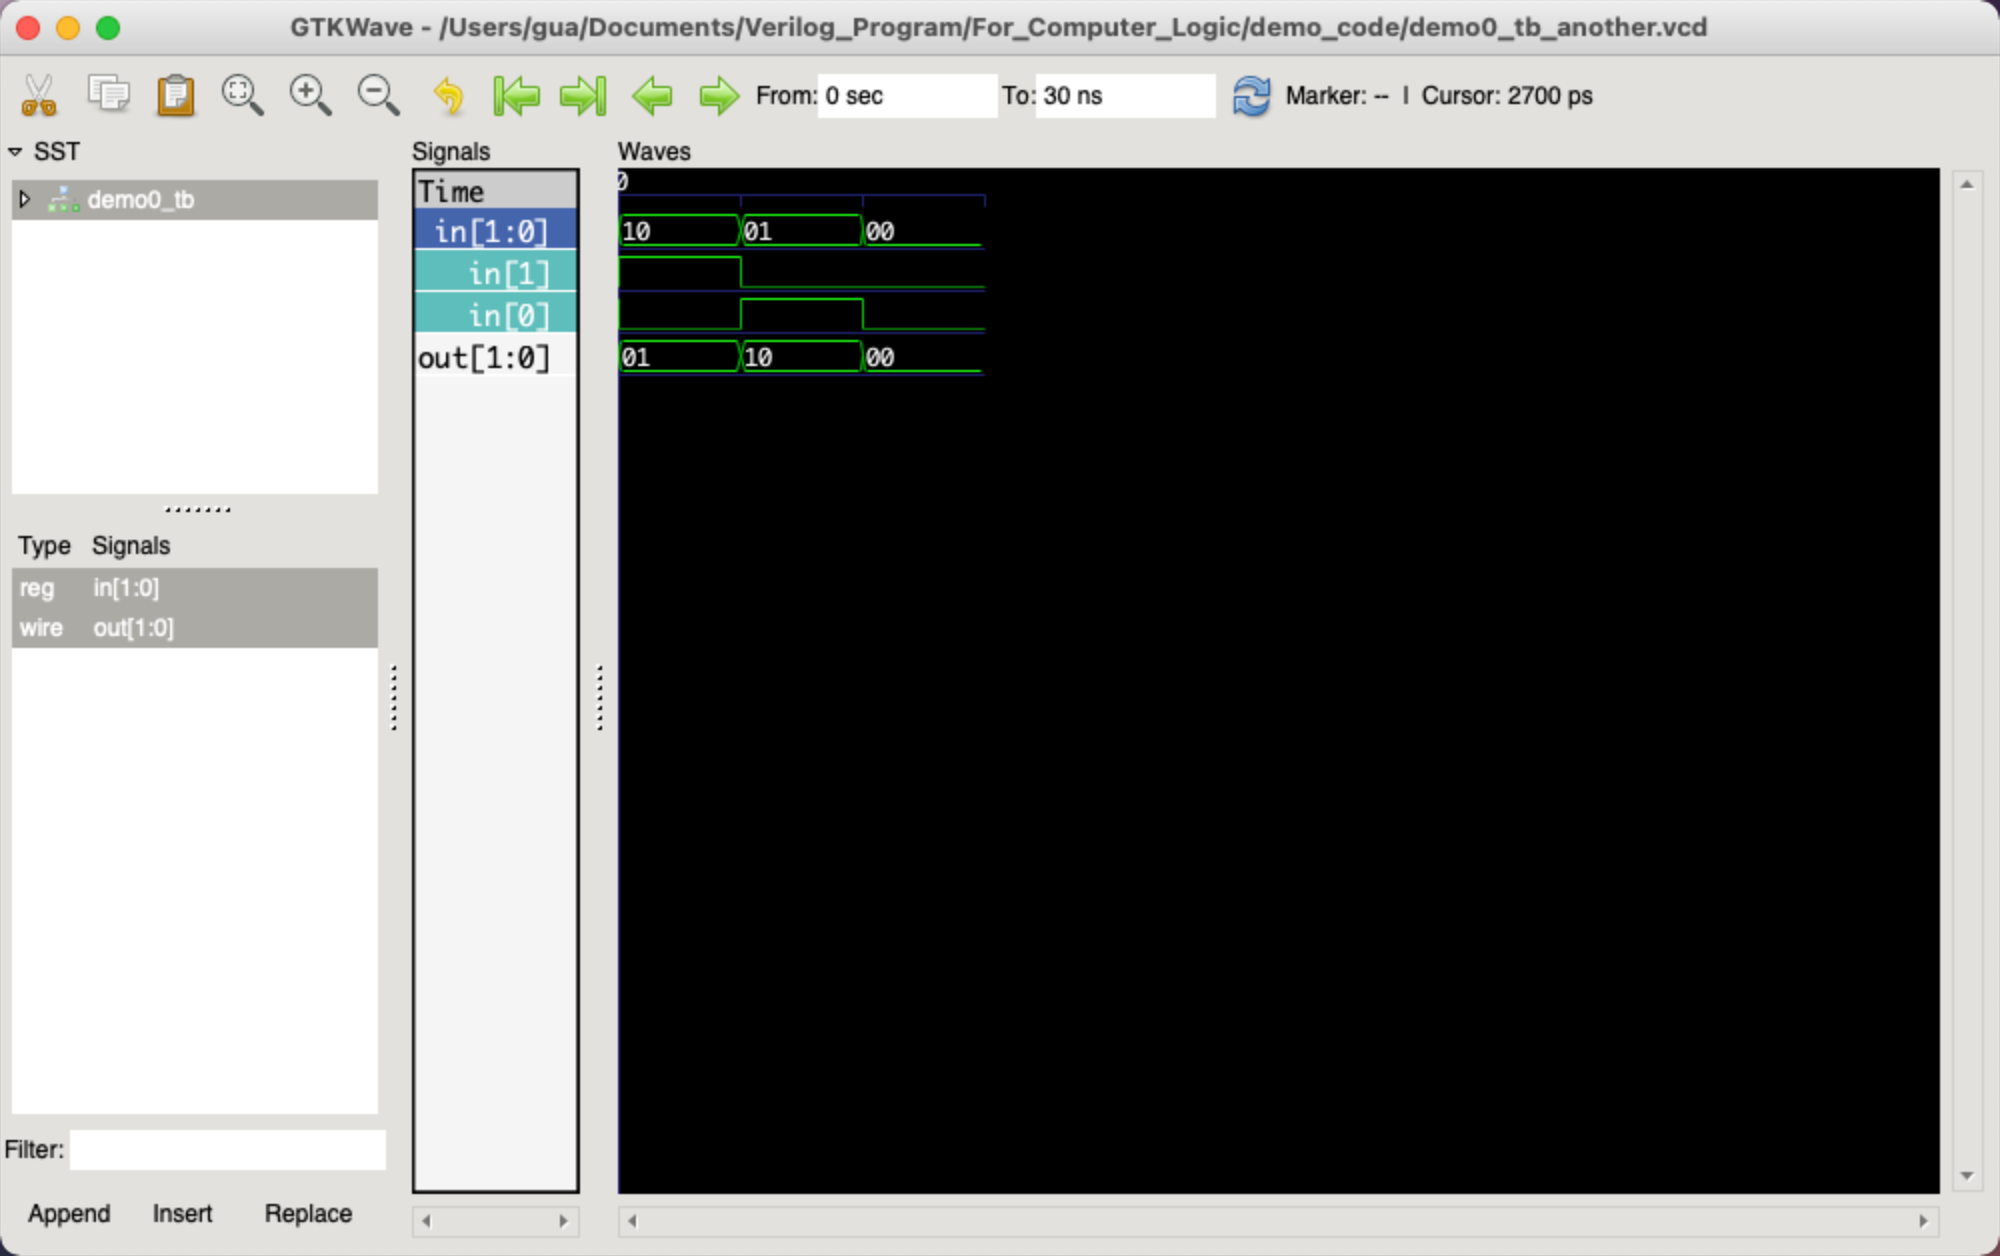 GTKWave - /Users/gua/Documents/Verilog_Program/For_Computer_Logic/demo_code/demo0_tb_another.vcd
From: 0 sec To: 30 ns Marker: -- | Cursor: 2700 ps
SST
demo0_tb
Type Signals
reg in[1:0]
wire out[1:0]
Filter:
Append Insert Replace
Signals
Time
in[1:0]
in[1]
in[0]
out[1:0]
Waves
0
10 01 00
01 10 00